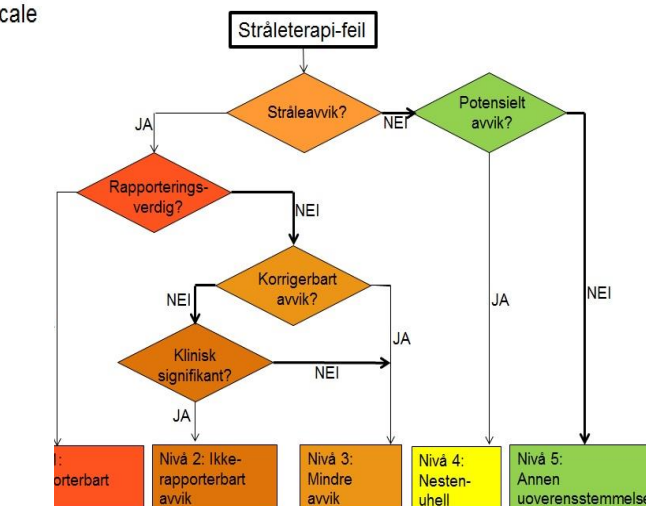 cale
Stråleterapi-feil
Stråleavvik?
Potensielt
avvik?
JA
NEI
Rapporterings-
verdig?
NEI
Korrigerbart
avvik?
NEI
JA
NEI
JA
Klinisk
signifikant?
NEI
JA
1:
orterbart
Nivå 2: Ikke-
rapporterbart
avvik
Nivå 3:
Mindre
avvik
Nivå 4:
Nesten-
uhell
Nivå 5:
Annen
uoverensstemmelse